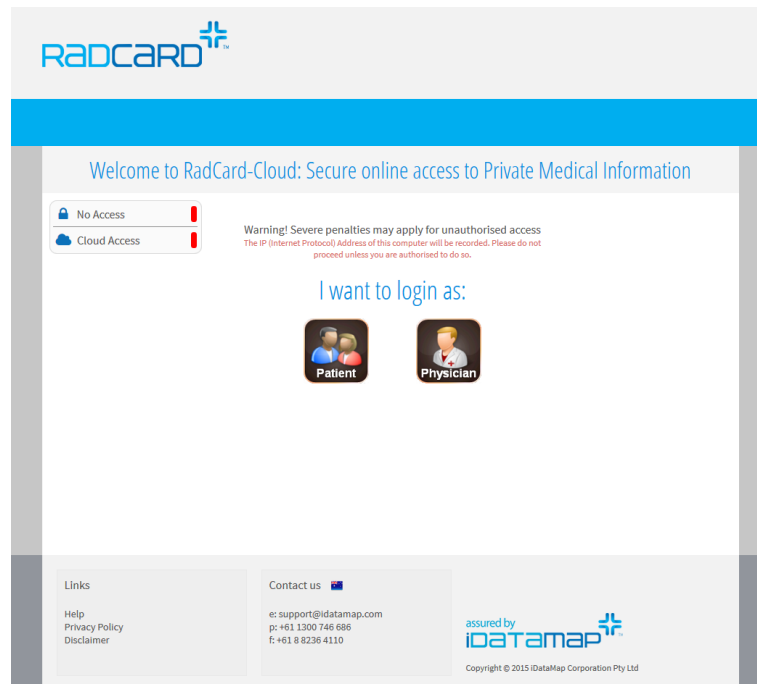 RADCARD™
Welcome to RadCard-Cloud: Secure online access to Private Medical Information
No Access
Cloud Access
Warning! Severe penalties may apply for unauthorised access
The IP (Internet Protocol) Address of this computer will be recorded. Please do not
proceed unless you are authorised to do so.
I want to login as:
Patient
Physician
Links
Help
Privacy Policy
Disclaimer
Contact us
e: support@idatamap.com
p: +61 1300 746 686
f: +61 8 8236 4110
assured by
iDATAMAP
Copyright © 2015 iDataMap Corporation Pty Ltd